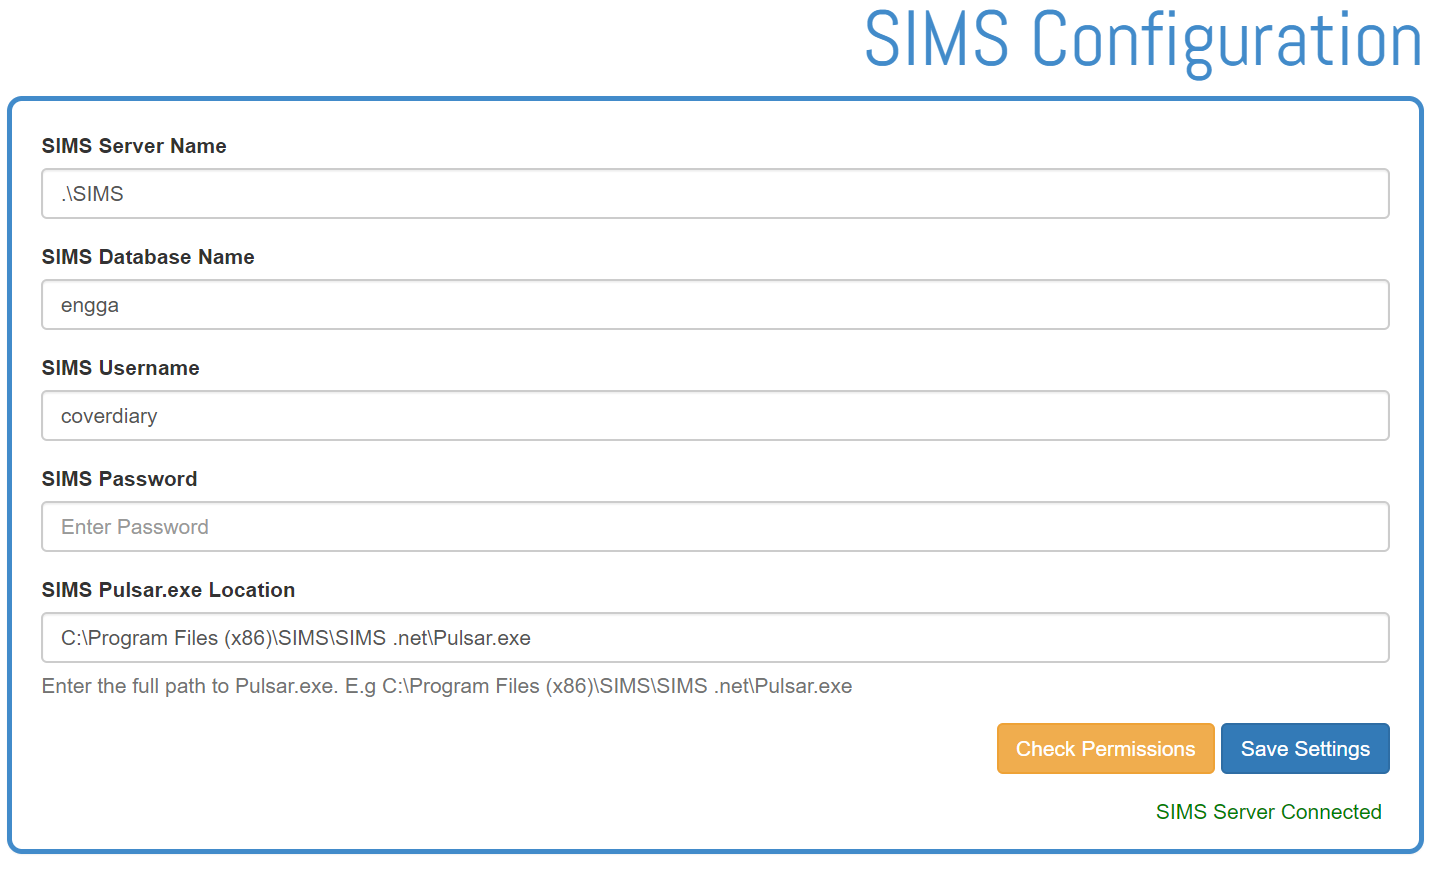 SIMS Configuration
SIMS Server Name
.\SIMS
SIMS Database Name
engga
SIMS Username
coverdiary
SIMS Password
Enter Password
SIMS Pulsar.exe Location
C:\Program Files (x86)\SIMS\SIMS .net\Pulsar.exe
Enter the full path to Pulsar.exe. E.g C:\Program Files (x86)\SIMS\SIMS .net\Pulsar.exe
Check Permissions Save Settings
SIMS Server Connected